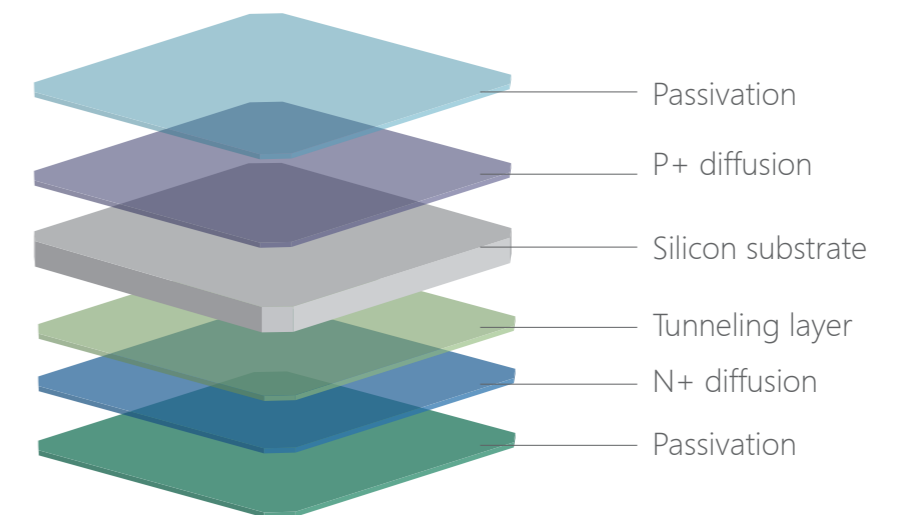 Passivation
P+ diffusion
Silicon substrate
Tunneling layer
N+ diffusion
Passivation